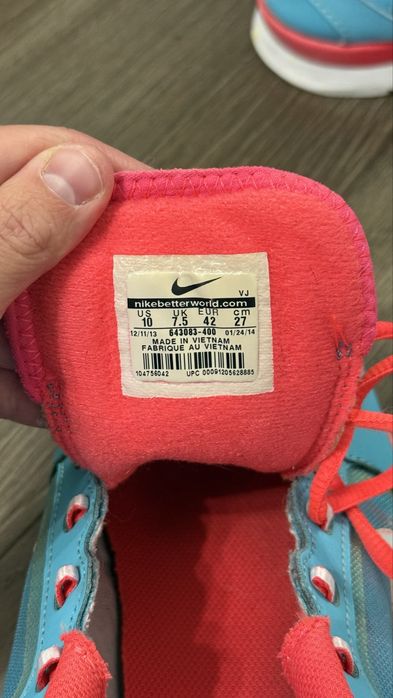 VJ
nikebetterworld.com
US UK EUR cm
10 7.5 42 27
12/11/13 643083-400 01/24/14
MADE IN VIETNAM
FABRIQUE AU VIETNAM
104756042 UPC 00091205628885